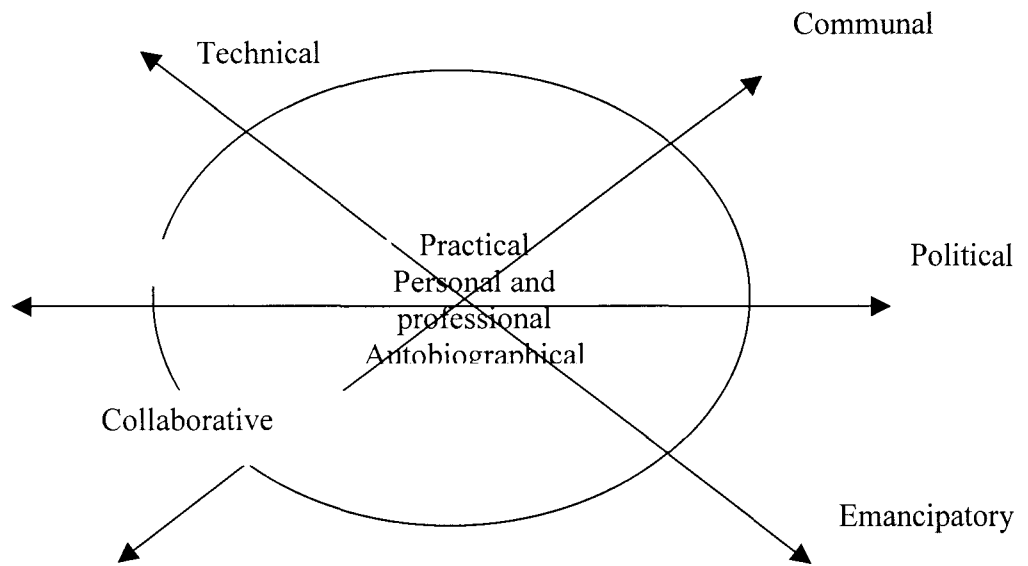 Communal
Technical
Practical
Personal and
professional
Autobiographical
Political
Collaborative
Emancipatory